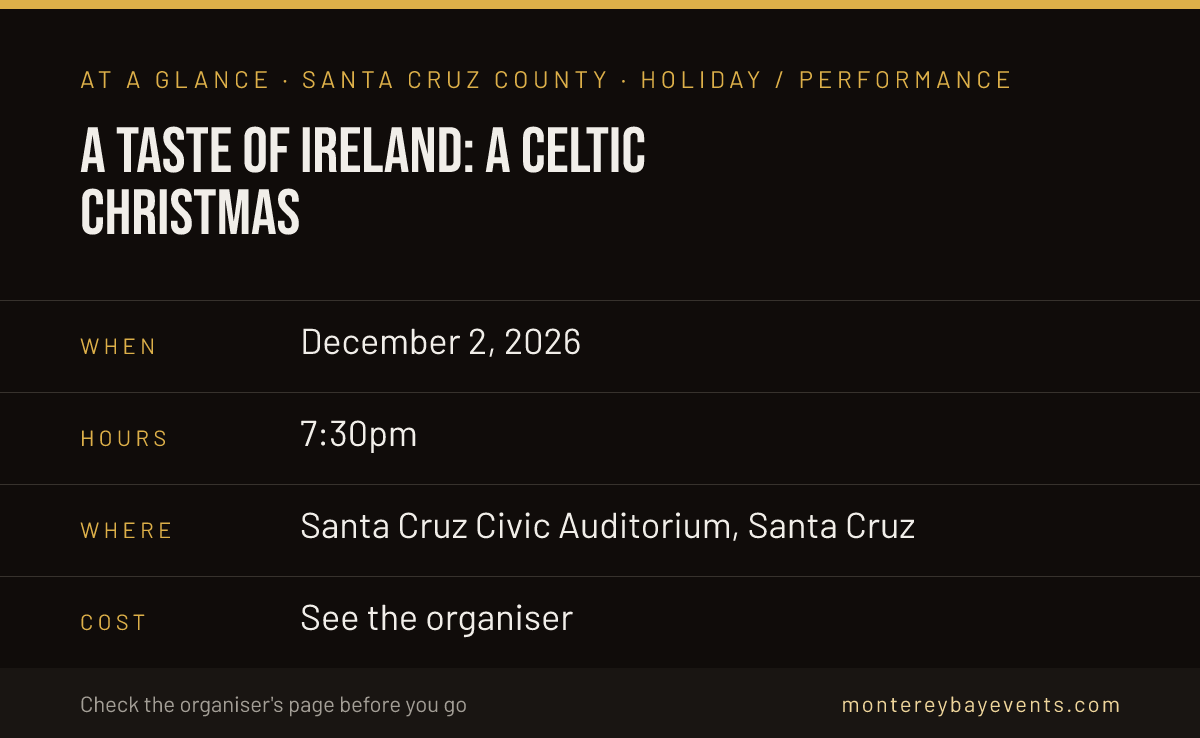 AT A GLANCE · SANTA CRUZ COUNTY · HOLIDAY / PERFORMANCE
A TASTE OF IRELAND: A CELTIC
CHRISTMAS
WHEN December 2, 2026
HOURS 7:30pm
WHERE Santa Cruz Civic Auditorium, Santa Cruz
COST See the organiser
Check the organiser's page before you go montereybayevents.com